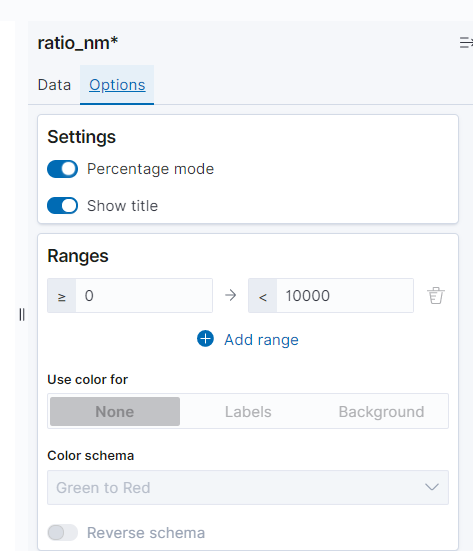 ratio_nm*
Data Options
Settings
Percentage mode
Show title
Ranges
≥ 0 → < 10000
Add range
Use color for
None Labels Background
Color schema
Green to Red
Reverse schema